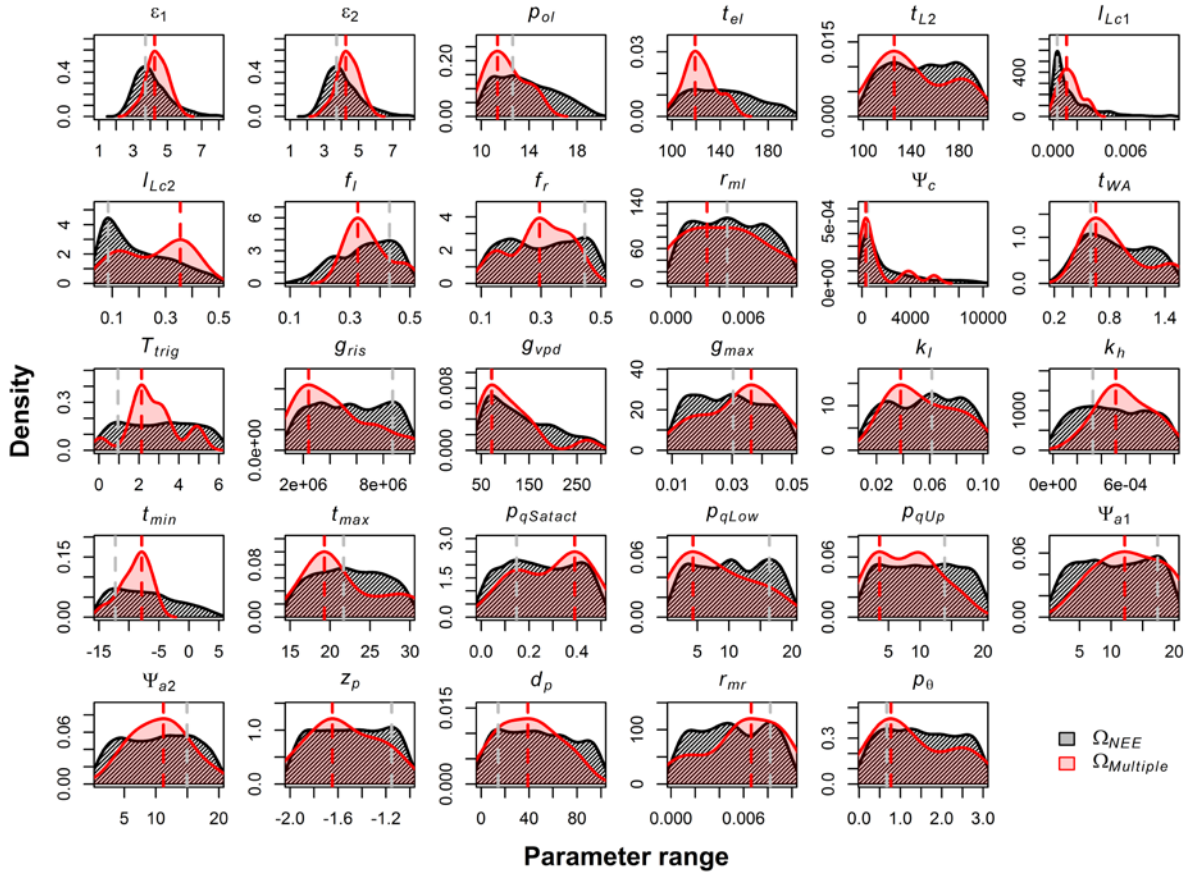 ε1 ε2 pol tel tL2 lLc1
0.0 0.4
1 3 5 7
0.0 0.4
1 3 5 7
0.00 0.20
10 14 18
0.00 0.03
100 140 200
0.000 0.015
100 140 200
0 400
0.000 0.006
lLc2 fl fr rml Ψc tWA
0 2 4
0.1 0.3 0.5
0 3 6
0.1 0.3 0.5
0 2 4
0.1 0.3 0.5
0 60 100 140
0.000 0.006
0e+00 5e-04
0 4000 10000
0.0 1.0
0.2 0.8 1.4
Ttrig gris gvpd gmax kl kh
0.0 0.3
0 2 4 6
0.0e+00
2e+06 8e+06
0.000 0.008
50 150 250
0 20 40
0.01 0.03 0.05
0 5 10
0.02 0.06 0.10
0 1000
0e+00 6e-04
Density
tmin tmax pqSatact pqLow pqUp Ψa1
0.00 0.15
-15 -5 0 5
0.00 0.08
15 20 25 30
0.0 1.5 3.0
0.0 0.2 0.4
0.00 0.06
0 5 10 20
0.00 0.06
0 5 10 20
0.00 0.06
0 5 10 20
Ψa2 zp dp rmr pθ
0.00 0.06
5 10 20
0.0 1.0
-2.0 -1.6 -1.2
0.000 0.015
0 40 80
0 100
0.000 0.006
0.0 0.3
0.0 1.0 2.0 3.0
ΩNEE
ΩMultiple
Parameter range